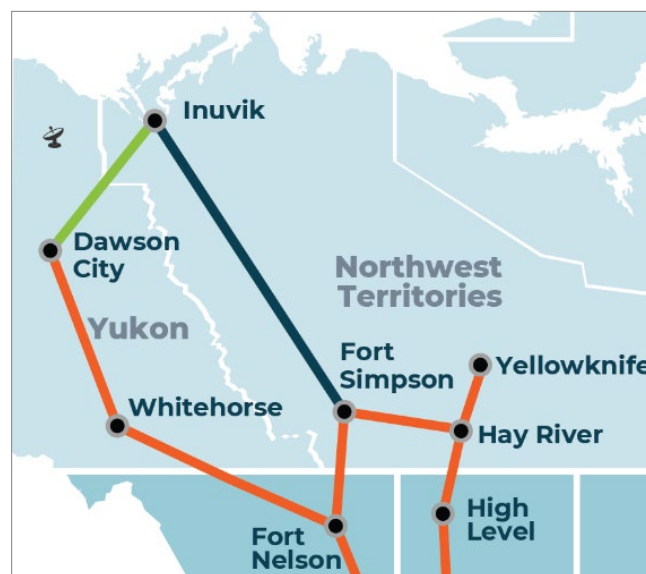 Inuvik
Dawson
City
Northwest
Territories
Yukon
Fort
Simpson
Yellowknife
Whitehorse
Hay River
High
Level
Fort
Nelson